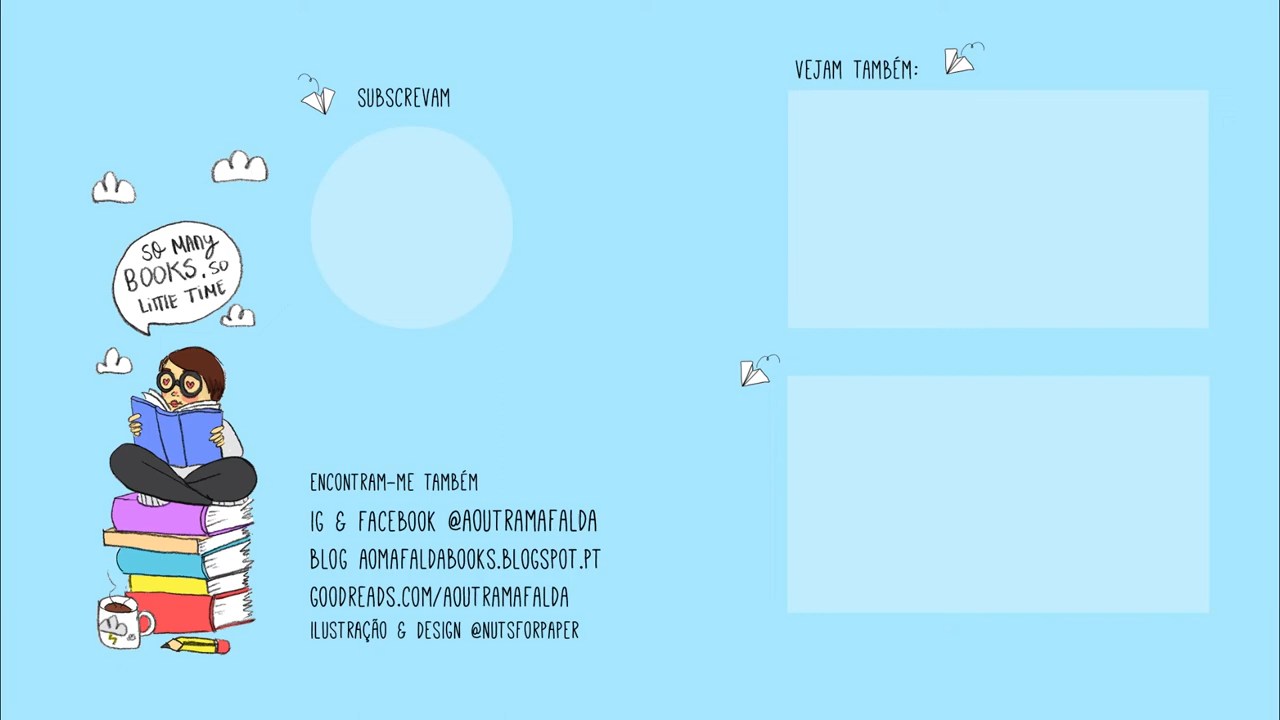 SUBSCREVAM
VEJAM TAMBÉM:
SO MANY
BOOKS, SO
LITTLE TIME
ENCONTRAM-ME TAMBÉM
IG & FACEBOOK @AOUTRAMAFALDA
BLOG AOMAFALDABOOKS.BLOGSPOT.PT
GOODREADS.COM/AOUTRAMAFALDA
ILUSTRAÇÃO & DESIGN @NUTSFORPAPER